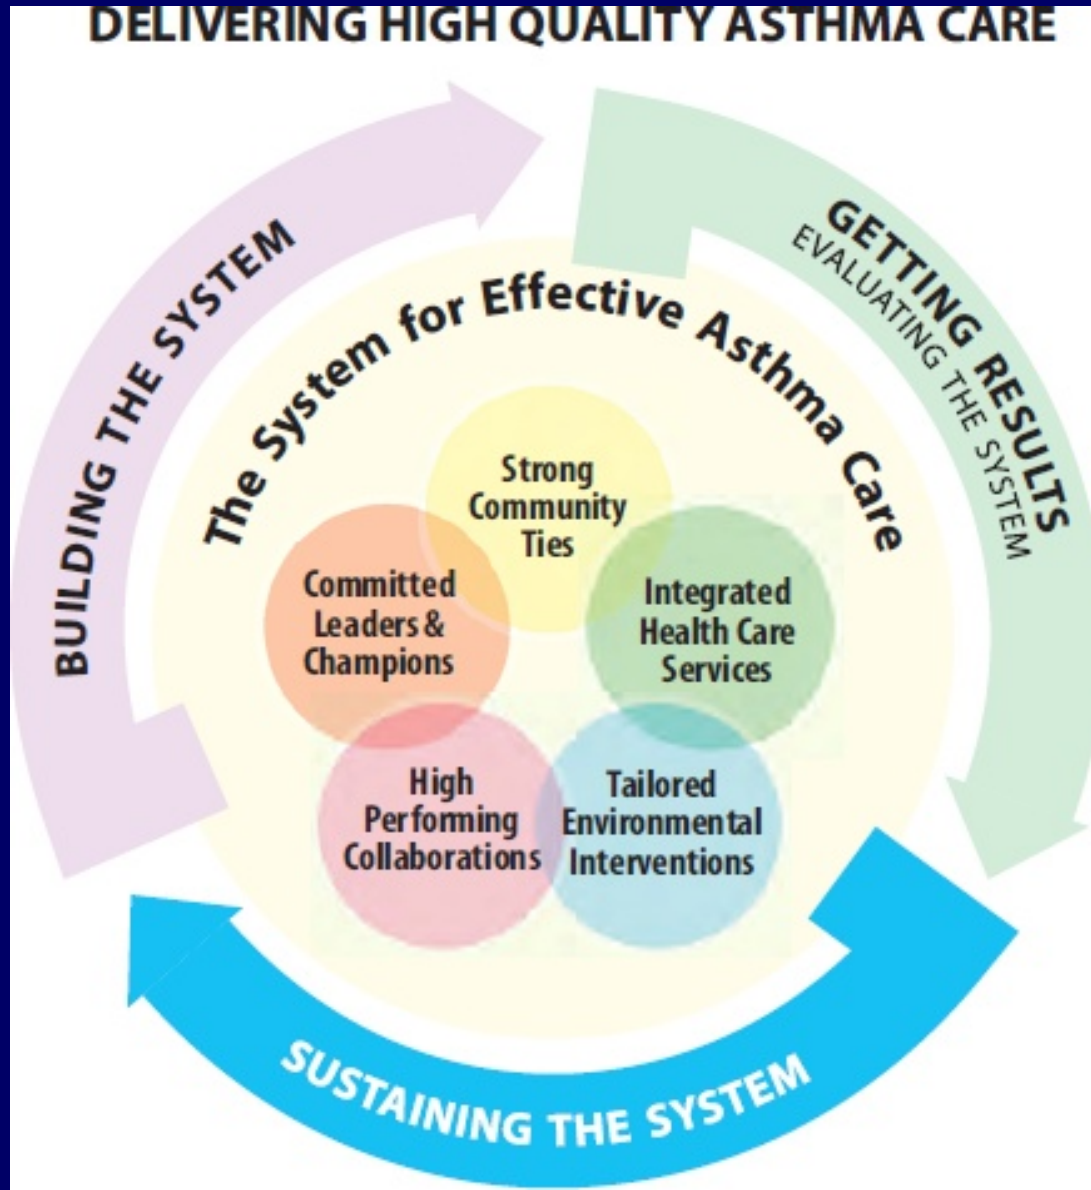 DELIVERING HIGH QUALITY ASTHMA CARE
BUILDING THE SYSTEM
GETTING RESULTS
EVALUATING THE SYSTEM
The System for Effective Asthma Care
Strong
Community
Ties
Committed
Leaders &
Champions
Integrated
Health Care
Services
High
Performing
Collaborations
Tailored
Environmental
Interventions
SUSTAINING THE SYSTEM